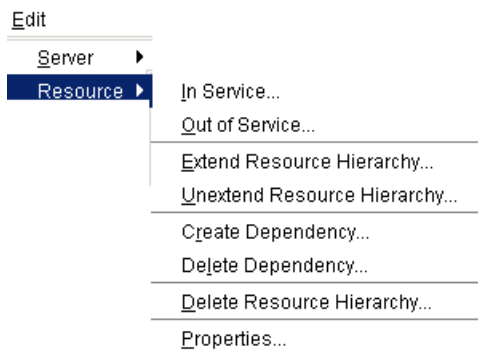 Edit
Server
Resource
In Service...
Out of Service...
Extend Resource Hierarchy...
Unextend Resource Hierarchy...
Create Dependency...
Delete Dependency...
Delete Resource Hierarchy...
Properties...